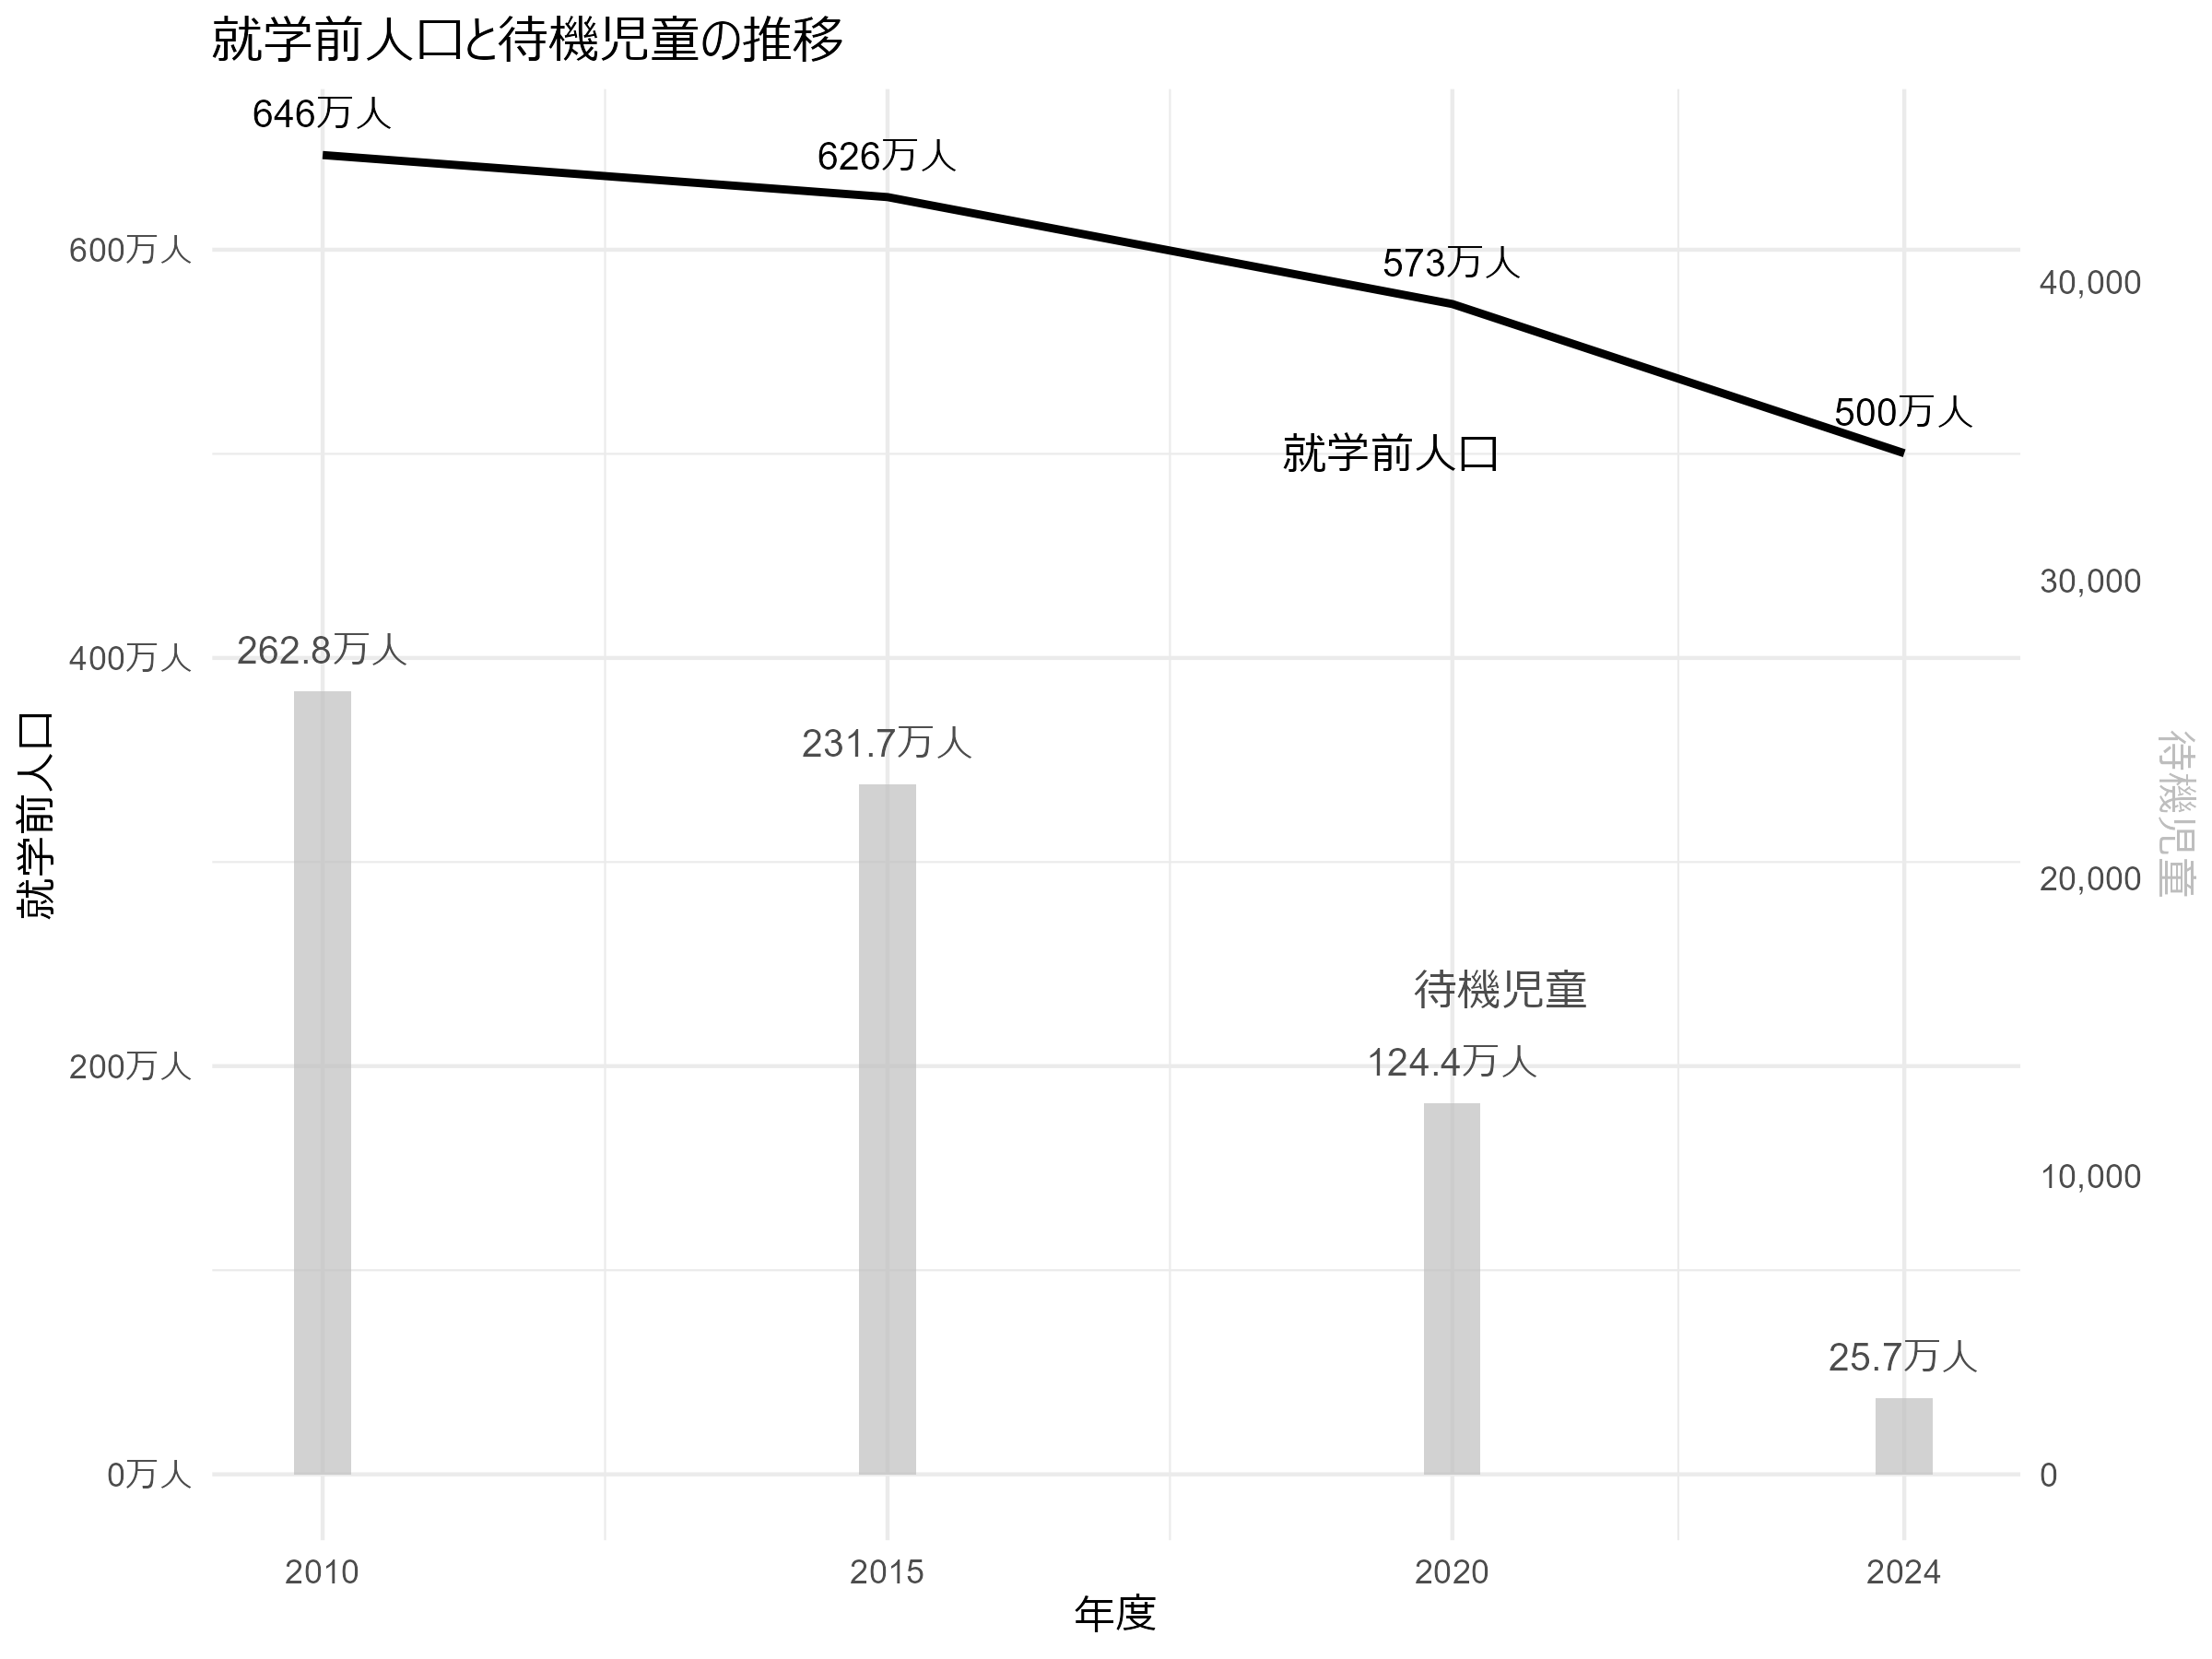 就学前人口と待機児童の推移
646万人
626万人
600万人
573万人
40,000
500万人
就学前人口
30,000
262.8万人
400万人
231.7万人
就学前人口
待機児童
20,000
待機児童
124.4万人
200万人
10,000
25.7万人
0万人
0
2010
2015
2020
2024
年度